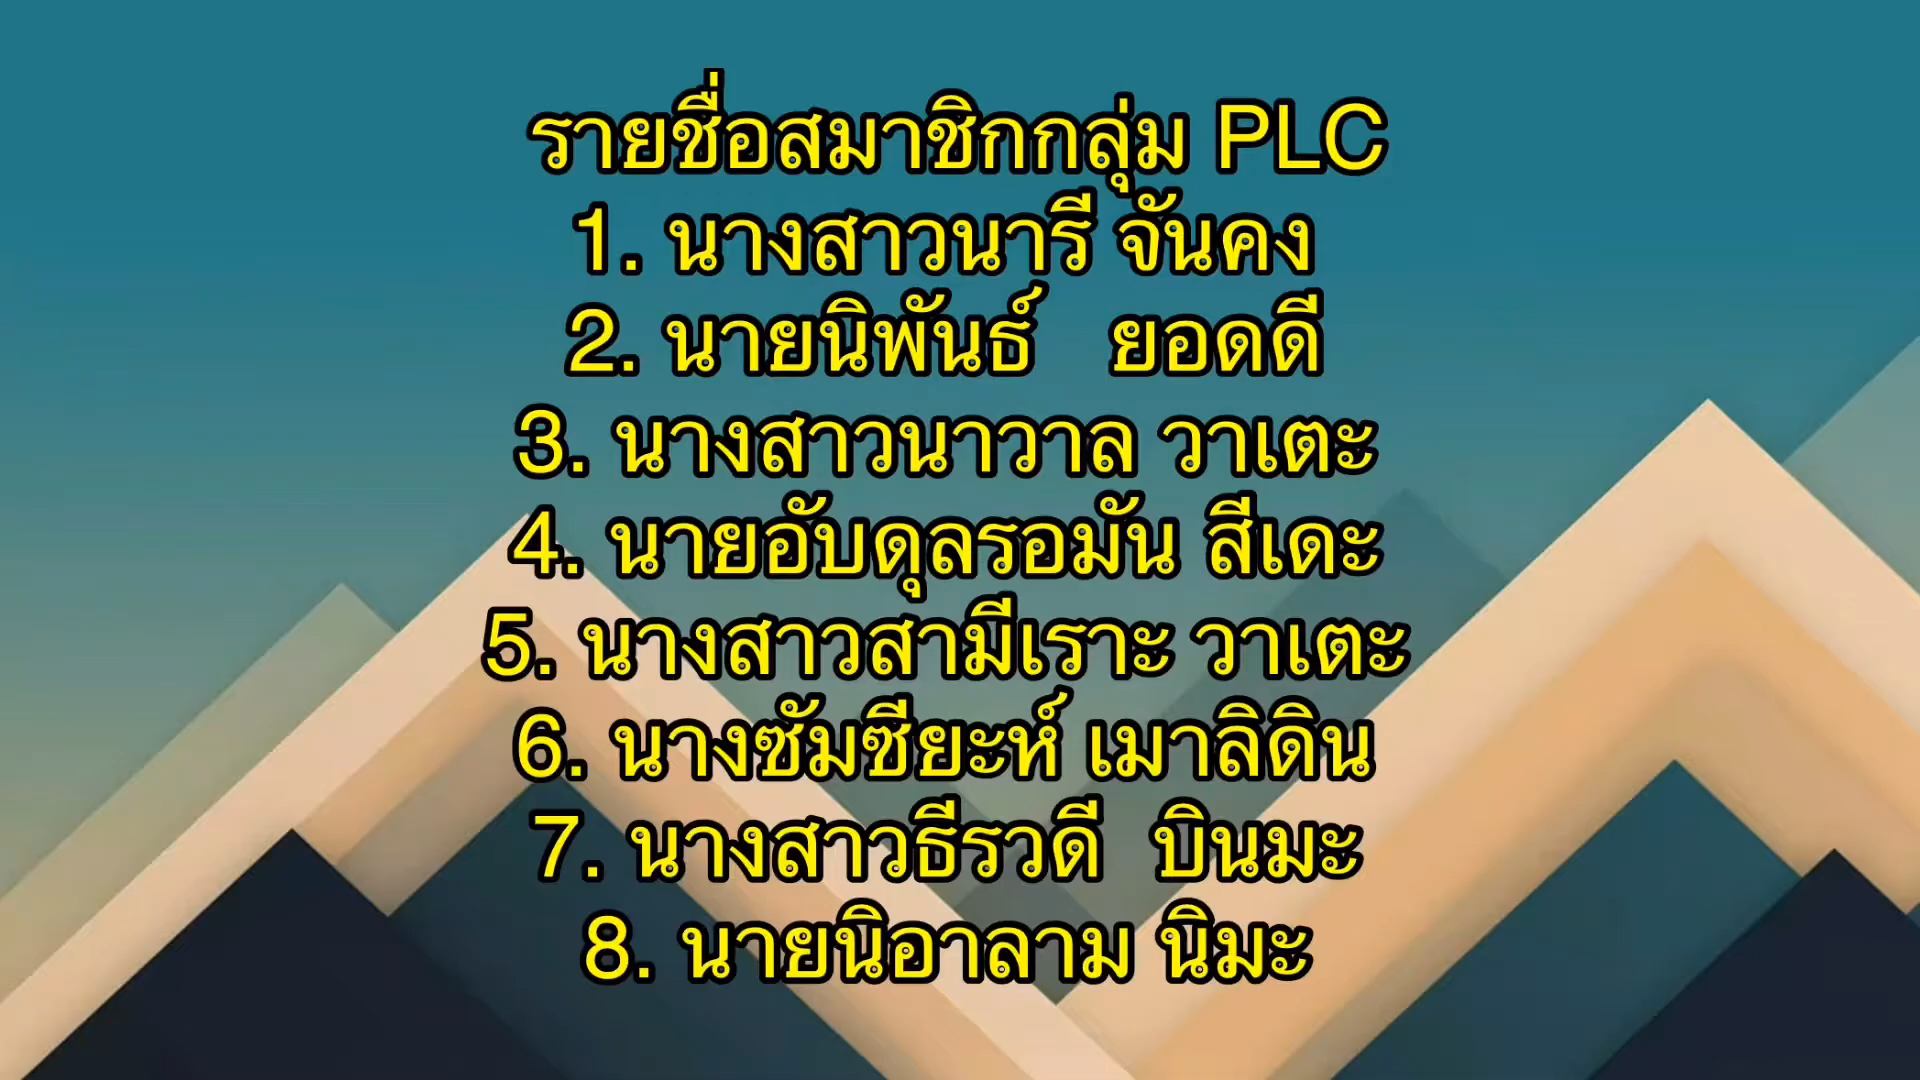 รายชื่อสมาชิกกลุ่ม PLC
1. นางสาวนารี จันคง
2. นายนิพันธ์ ยอดดี
3. นางสาวนาวาล วาเตะ
4. นายอับดุลรอมัน สีเดะ
5. นางสาวสามีเราะ วาเตะ
6. นางซัมซียะห์ เมาลิดิน
7. นางสาวธีรวดี บินมะ
8. นายนิอาลาม นิมะ